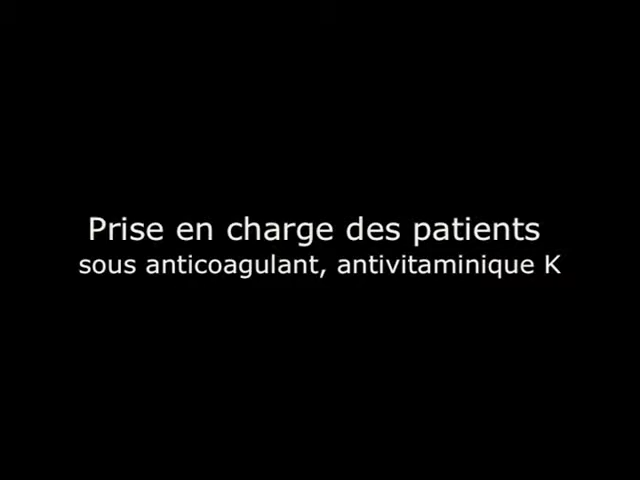 Prise en charge des patients
sous anticoagulant, antivitaminique K